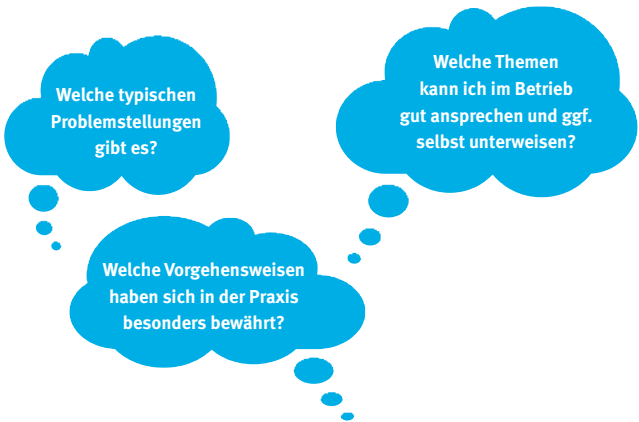 Welche typischen
Problemstellungen
gibt es?
Welche Themen
kann ich im Betrieb
gut ansprechen und ggf.
selbst unterweisen?
Welche Vorgehensweisen
haben sich in der Praxis
besonders bewährt?